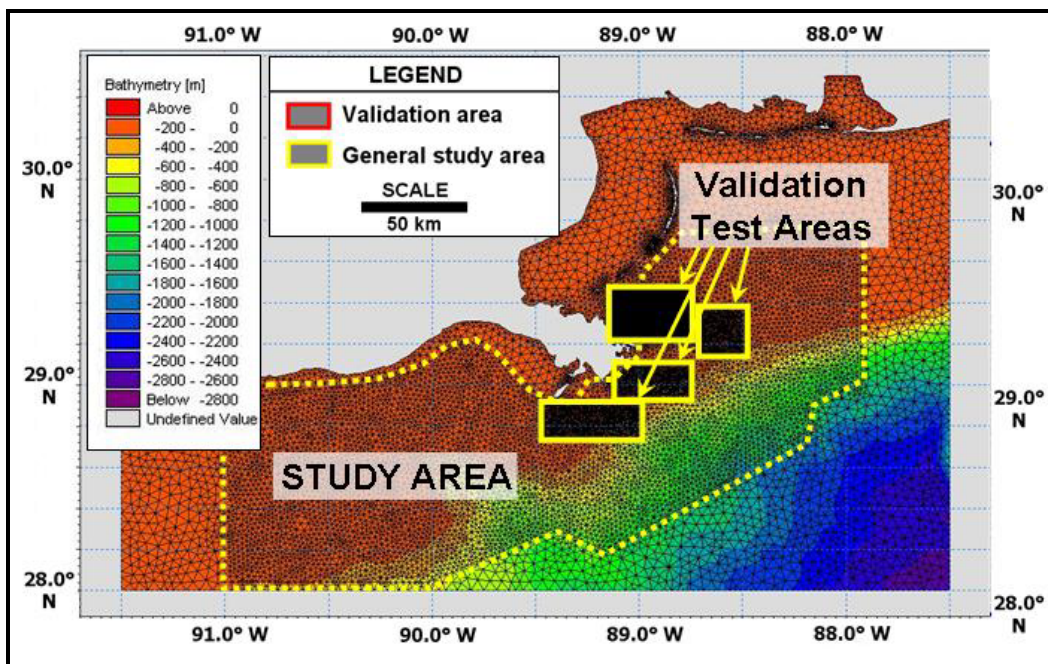 91.0° W 90.0° W 89.0° W 88.0° W
Bathymetry [m]
Above 0
-200 - 0
-400 - -200
-600 - -400
-800 - -600
-1000 - -800
-1200 - -1000
-1400 - -1200
-1600 - -1400
-1800 - -1600
-2000 - -1800
-2200 - -2000
-2400 - -2200
-2600 - -2400
-2800 - -2600
Below -2800
Undefined Value
LEGEND
Validation area
General study area
SCALE
50 km
Validation
Test Areas
STUDY AREA
30.0°
N
29.0°
N
28.0°
N
30.0°
N
29.0°
N
28.0°
N
91.0° W 90.0° W 89.0° W 88.0° W